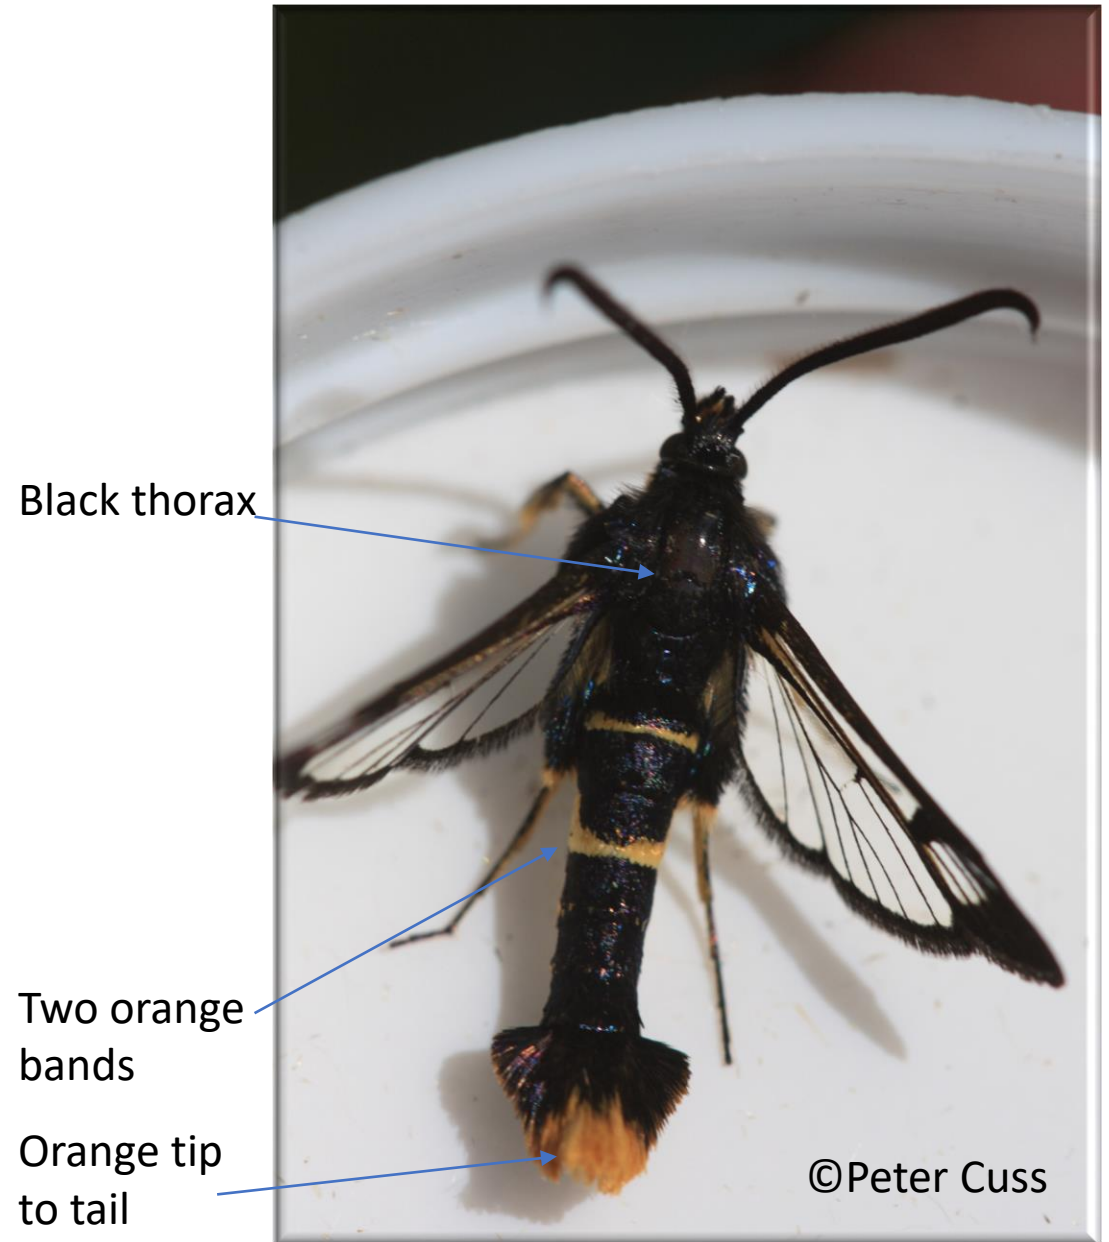 Black thorax
Two orange
bands
Orange tip
to tail
©Peter Cuss